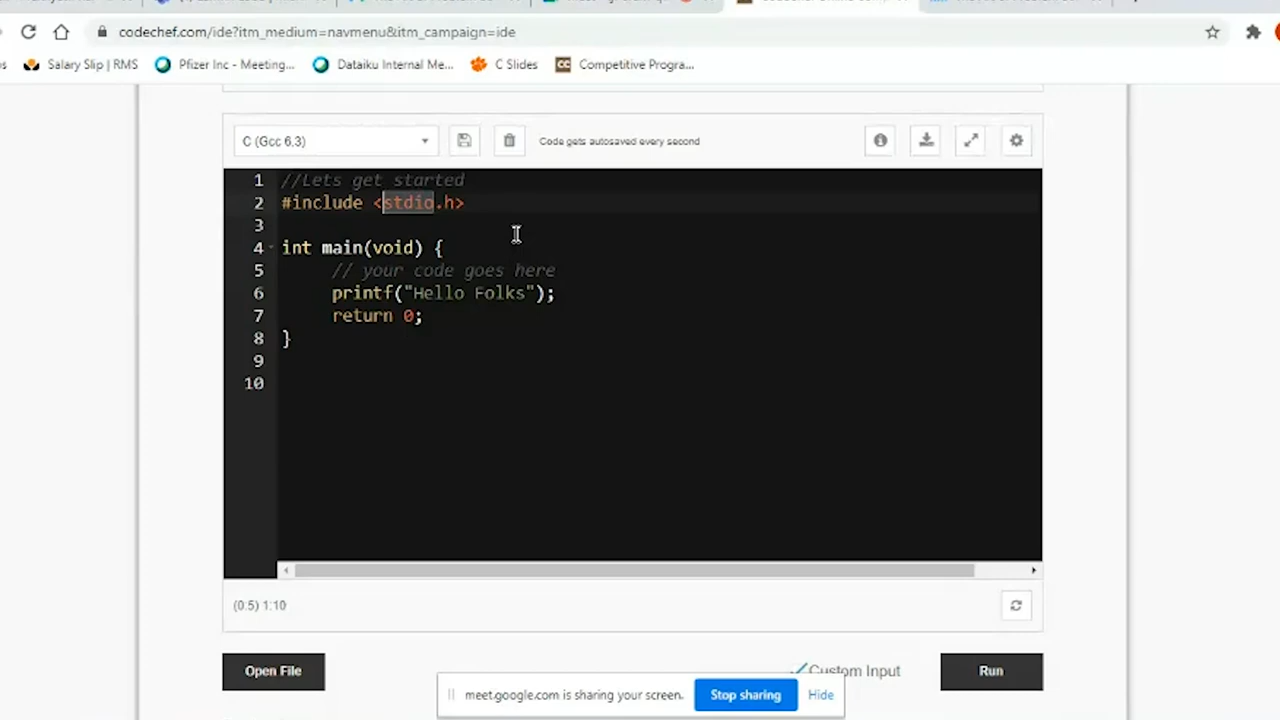 codechef.com/ide?itm_medium=navmenu&itm_campaign=ide
Salary Slip | RMS Pfizer Inc - Meeting... Dataiku Internal Me... C Slides CC Competitive Progra...
C (Gcc 6.3) Code gets autosaved every second
1 //Lets get started
2 #include <stdio.h>
3
4 int main(void) {
5 // your code goes here
6 printf("Hello Folks");
7 return 0;
8 }
9
10
(0:5) 1:10
Open File Custom Input Run
meet.google.com is sharing your screen. Stop sharing Hide